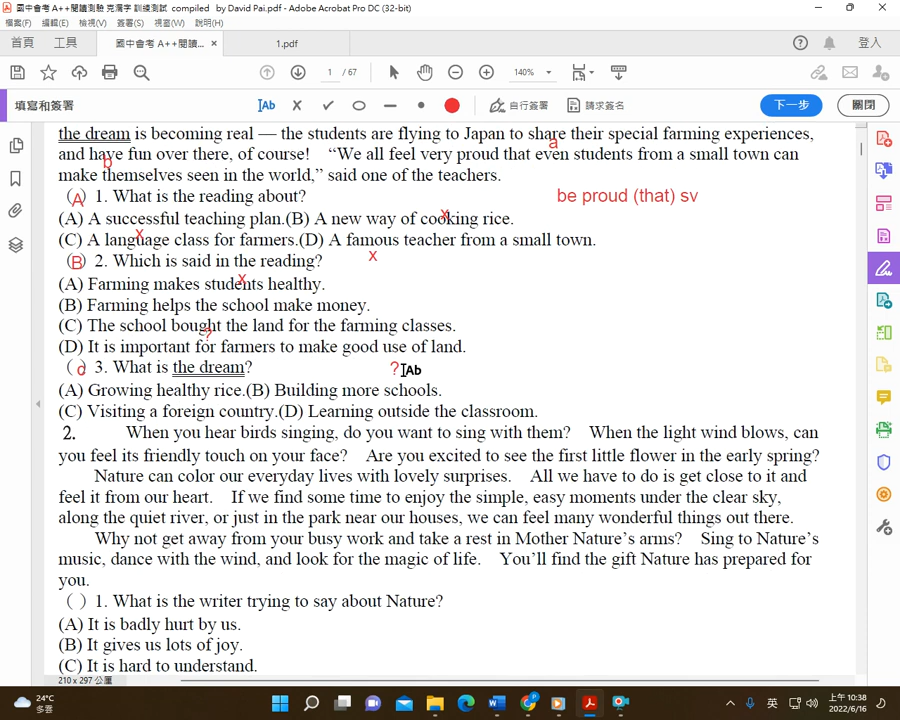 國中會考 A++閱讀測驗 克漏字 訓練測試 compiled by David Pai.pdf - Adobe Acrobat Pro DC (32-bit)
檔案(F) 編輯(E) 檢視(V) 簽署(S) 視窗(W) 說明(H)
首頁 工具 國中會考 A++閱讀... × 1.pdf 登入
1 / 67 140%
填寫和簽署 Ab 自行簽署 請求簽名 下一步 關閉
the dream is becoming real — the students are flying to Japan to share their special farming experiences,
a
and have fun over there, of course! “We all feel very proud that even students from a small town can
b
make themselves seen in the world,” said one of the teachers.
(A) 1. What is the reading about? be proud (that) sv
(A) A successful teaching plan.(B) A new way of cooking rice.
x
(C) A language class for farmers.(D) A famous teacher from a small town.
x
(B) 2. Which is said in the reading? x
(A) Farming makes students healthy.
x
(B) Farming helps the school make money.
(C) The school bought the land for the farming classes.
?
(D) It is important for farmers to make good use of land.
(c) 3. What is the dream? ? Ab
(A) Growing healthy rice.(B) Building more schools.
(C) Visiting a foreign country.(D) Learning outside the classroom.
2. When you hear birds singing, do you want to sing with them? When the light wind blows, can
you feel its friendly touch on your face? Are you excited to see the first little flower in the early spring?
Nature can color our everyday lives with lovely surprises. All we have to do is get close to it and
feel it from our heart. If we find some time to enjoy the simple, easy moments under the clear sky,
along the quiet river, or just in the park near our houses, we can feel many wonderful things out there.
Why not get away from your busy work and take a rest in Mother Nature’s arms? Sing to Nature’s
music, dance with the wind, and look for the magic of life. You’ll find the gift Nature has prepared for
you.
( ) 1. What is the writer trying to say about Nature?
(A) It is badly hurt by us.
(B) It gives us lots of joy.
(C) It is hard to understand.
210 x 297 公厘
24°C
多雲
英
上午 10:38
2022/6/16